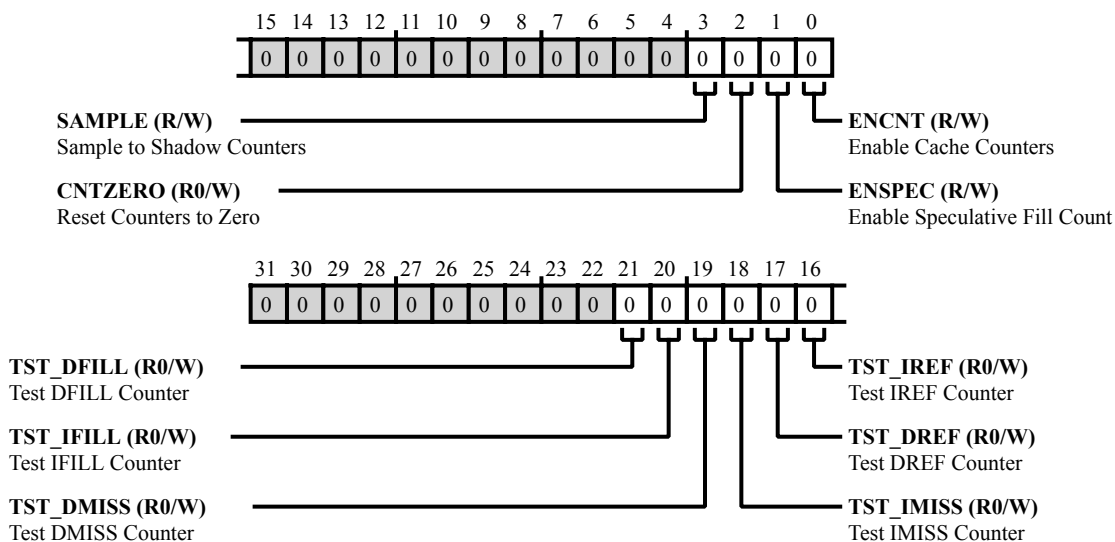 15 14 13 12 11 10 9 8 7 6 5 4 3 2 1 0
0 0 0 0 0 0 0 0 0 0 0 0 0 0 0 0
SAMPLE (R/W)
Sample to Shadow Counters
ENCNT (R/W)
Enable Cache Counters
CNTZERO (R0/W)
Reset Counters to Zero
ENSPEC (R/W)
Enable Speculative Fill Count
31 30 29 28 27 26 25 24 23 22 21 20 19 18 17 16
0 0 0 0 0 0 0 0 0 0 0 0 0 0 0 0
TST_DFILL (R0/W)
Test DFILL Counter
TST_IREF (R0/W)
Test IREF Counter
TST_IFILL (R0/W)
Test IFILL Counter
TST_DREF (R0/W)
Test DREF Counter
TST_DMISS (R0/W)
Test DMISS Counter
TST_IMISS (R0/W)
Test IMISS Counter